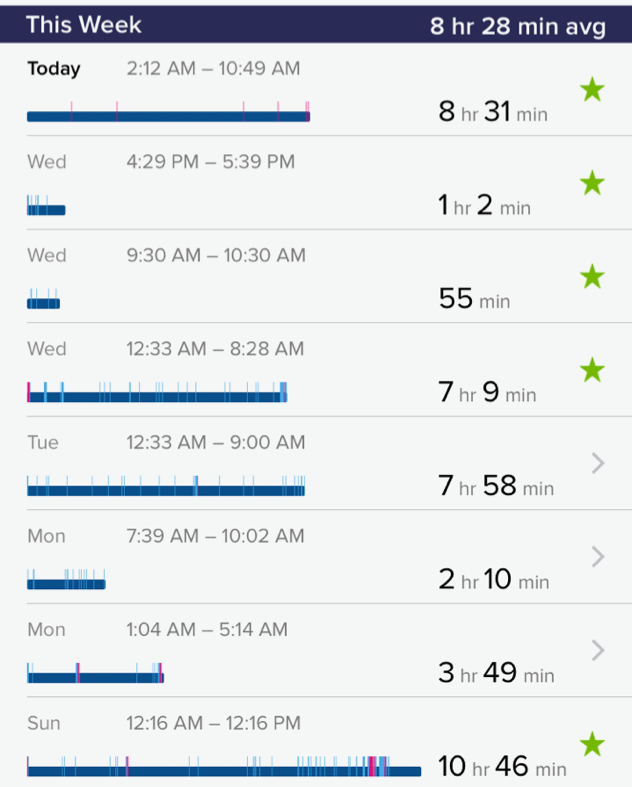 This Week 8 hr 28 min avg
Today 2:12 AM – 10:49 AM
8 hr 31 min
Wed 4:29 PM – 5:39 PM
1 hr 2 min
Wed 9:30 AM – 10:30 AM
55 min
Wed 12:33 AM – 8:28 AM
7 hr 9 min
Tue 12:33 AM – 9:00 AM
7 hr 58 min
Mon 7:39 AM – 10:02 AM
2 hr 10 min
Mon 1:04 AM – 5:14 AM
3 hr 49 min
Sun 12:16 AM – 12:16 PM
10 hr 46 min